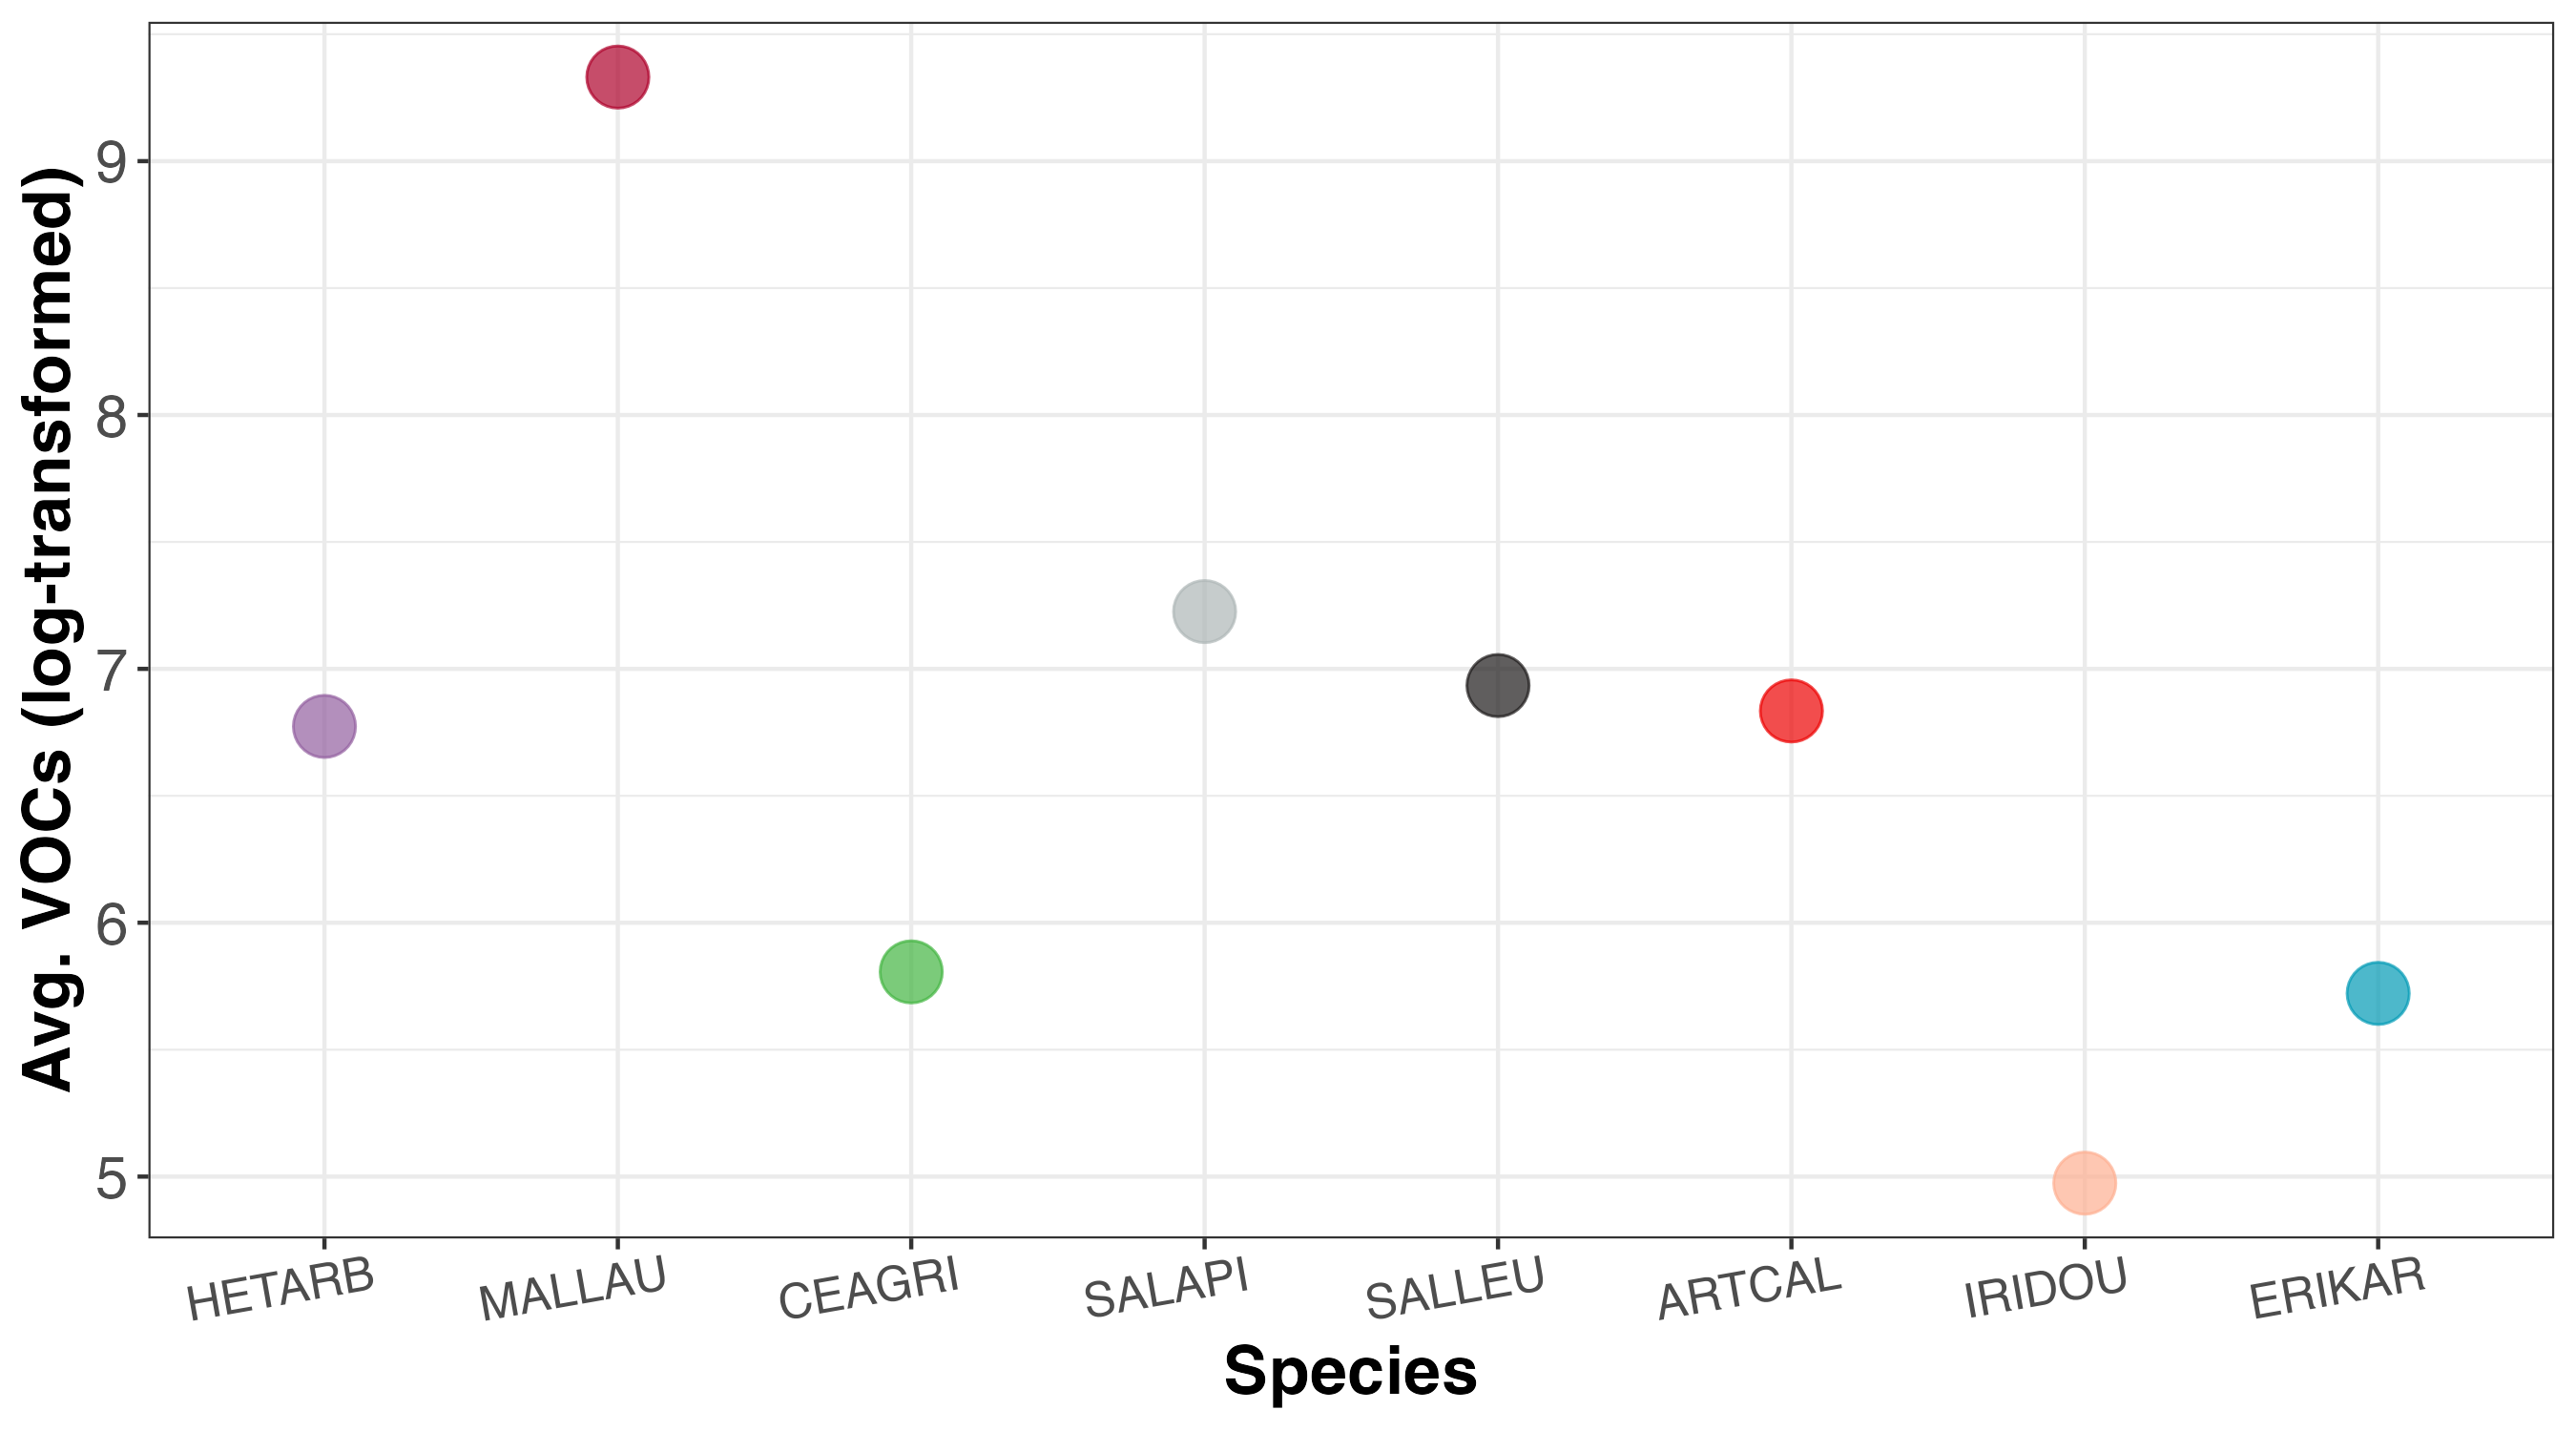 Avg. VOCs (log-transformed)
9
8
7
6
5
HETARB MALLAU CEAGRI SALAPI SALLEU ARTCAL IRIDOU ERIKAR
Species